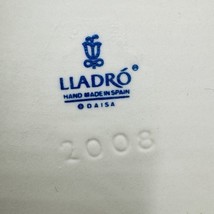 LLADRÓ®
HAND MADE IN SPAIN
© DAISA
2008